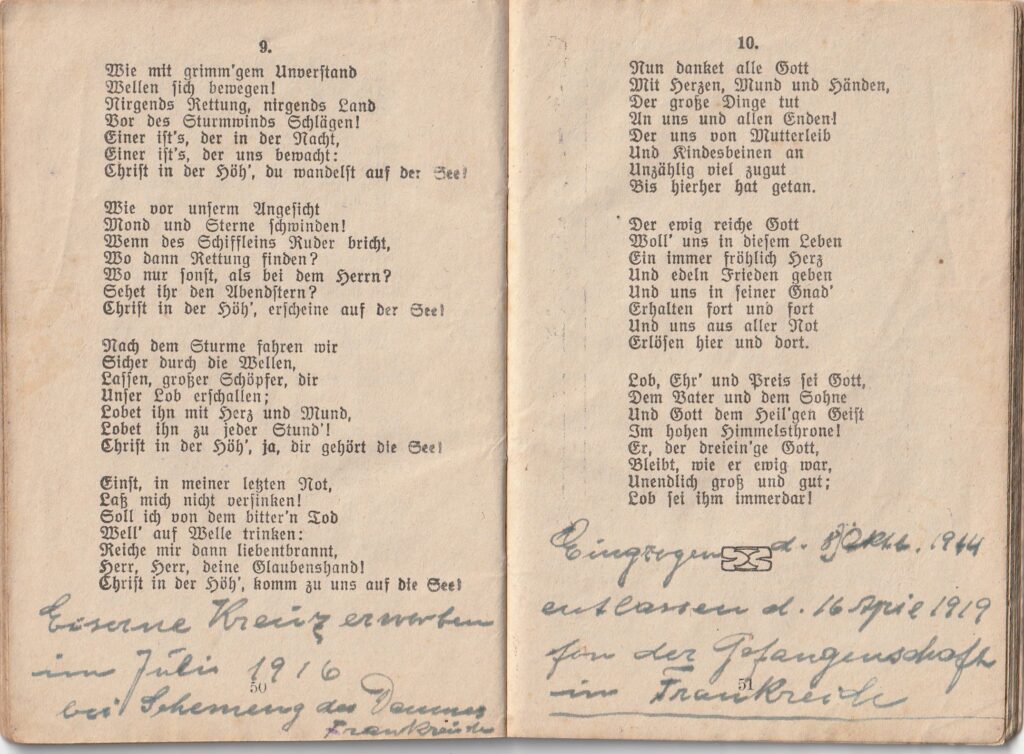 9.
Wie mit grimm'gem Unverstand
Wellen sich bewegen!
Nirgends Rettung, nirgends Land
Vor des Sturmwinds Schlägen!
Einer ist's, der in der Nacht,
Einer ist's, der uns bewacht:
Christ in der Höh', du wandelst auf der See!
Wie vor unserm Angesicht
Mond und Sterne schwinden!
Wenn des Schiffleins Ruder bricht,
Wo dann Rettung finden?
Wo nur sonst, als bei dem Herrn?
Sehet ihr den Abendstern?
Christ in der Höh', erscheine auf der See!
Nach dem Sturme fahren wir
Sicher durch die Wellen,
Lassen, großer Schöpfer, dir
Unser Lob erschallen;
Lobet ihn mit Herz und Mund,
Lobet ihn zu jeder Stund'!
Christ in der Höh', ja, dir gehört die See!
Einst, in meiner letzten Not,
Laß mich nicht versinken!
Soll ich von dem bitter'n Tod
Well' auf Welle trinken:
Reiche mir dann liebentbrannt,
Herr, Herr, deine Glaubenshand!
Christ in der Höh', komm zu uns auf die See!
Eiserne Kreuz erworben
im Juli 1916
50
bei
Frankreich
10.
Nun danket alle Gott
Mit Herzen, Mund und Händen,
Der große Dinge tut
An uns und allen Enden!
Der uns von Mutterleib
Und Kindesbeinen an
Unzählig viel zugut
Bis hierher hat getan.
Der ewig reiche Gott
Woll' uns in diesem Leben
Ein immer fröhlich Herz
Und edeln Frieden geben
Und uns in seiner Gnad'
Erhalten fort und fort
Und uns aus aller Not
Erlösen hier und dort.
Lob, Ehr' und Preis sei Gott,
Dem Vater und dem Sohne
Und Gott dem Heil'gen Geist
Im hohen Himmelsthrone!
Er, der dreiein'ge Gott,
Bleibt, wie er ewig war,
Unendlich groß und gut;
Lob sei ihm immerdar!
Eingzogen d. Oktb.
entlassen d. 16 April 1919
fon der Gefangenschaft
51
in Frankreich